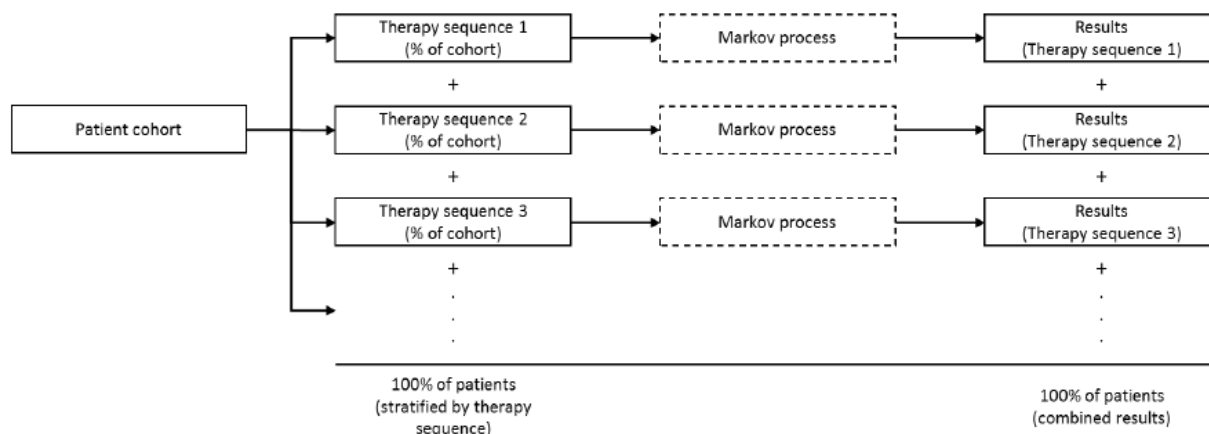 Therapy sequence 1
(% of cohort)
Markov process
Results
(Therapy sequence 1)
+
+
Patient cohort
Therapy sequence 2
(% of cohort)
Markov process
Results
(Therapy sequence 2)
+
+
Therapy sequence 3
(% of cohort)
Markov process
Results
(Therapy sequence 3)
+
+
.
.
.
.
.
.
100% of patients
(stratified by therapy
sequence)
100% of patients
(combined results)